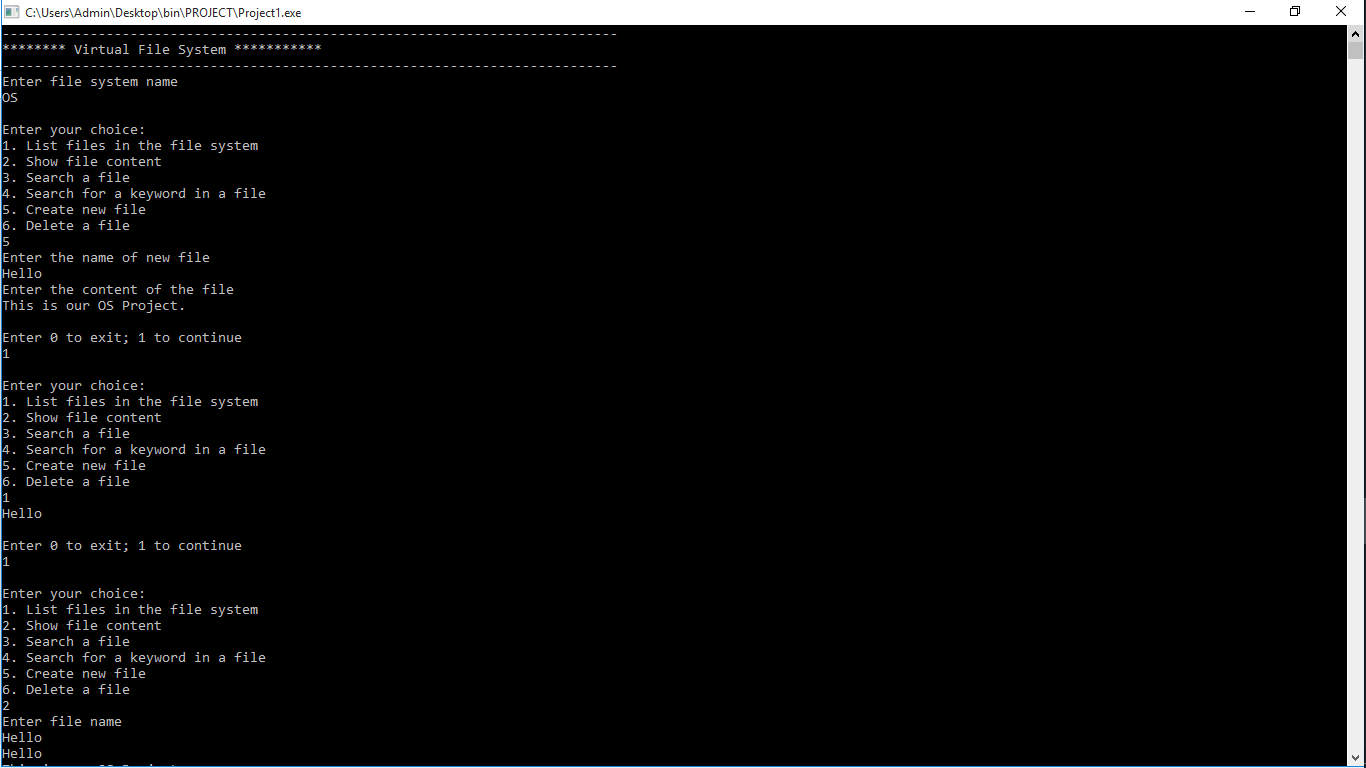 C:\Users\Admin\Desktop\bin\PROJECT\Project1.exe
-----------------------------------------------------------------------------
******** Virtual File System ***********
-----------------------------------------------------------------------------
Enter file system name
OS
Enter your choice:
1. List files in the file system
2. Show file content
3. Search a file
4. Search for a keyword in a file
5. Create new file
6. Delete a file
5
Enter the name of new file
Hello
Enter the content of the file
This is our OS Project.
Enter 0 to exit; 1 to continue
1
Enter your choice:
1. List files in the file system
2. Show file content
3. Search a file
4. Search for a keyword in a file
5. Create new file
6. Delete a file
1
Hello
Enter 0 to exit; 1 to continue
1
Enter your choice:
1. List files in the file system
2. Show file content
3. Search a file
4. Search for a keyword in a file
5. Create new file
6. Delete a file
2
Enter file name
Hello
Hello